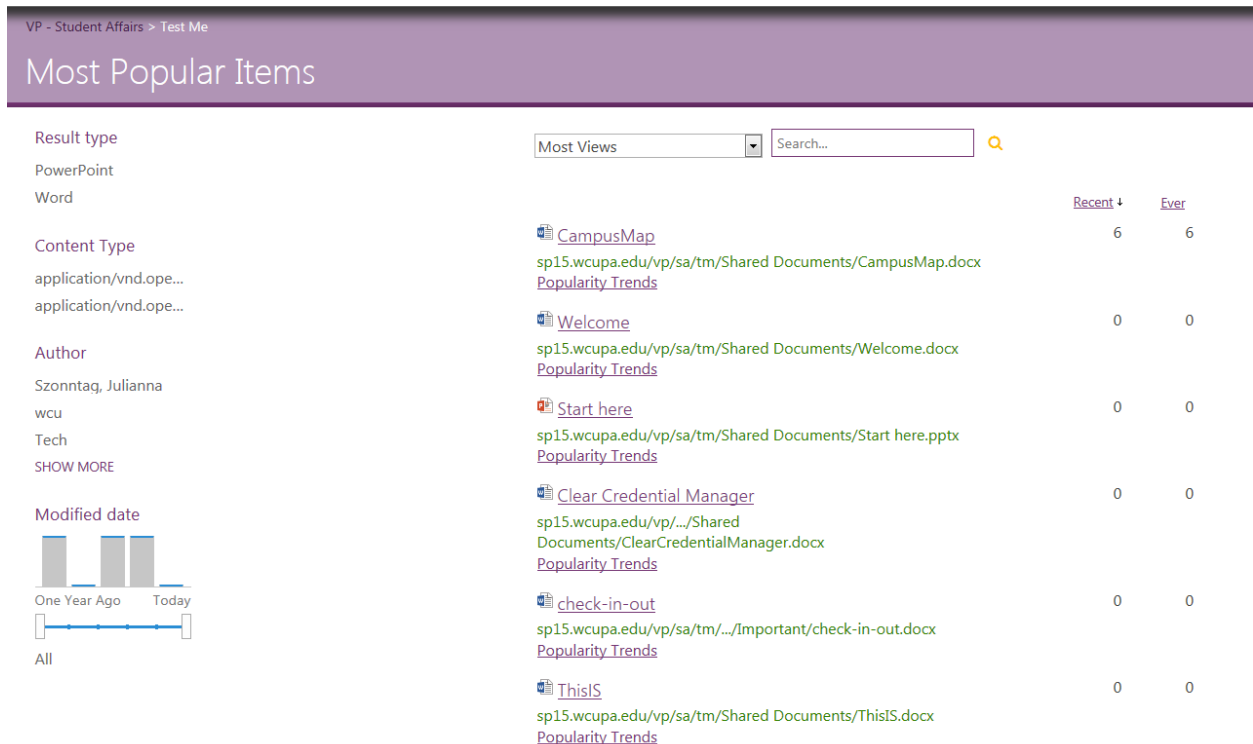 VP - Student Affairs > Test Me
Most Popular Items
Result type
PowerPoint
Word
Content Type
application/vnd.ope...
application/vnd.ope...
Author
Szonntag, Julianna
wcu
Tech
SHOW MORE
Modified date
One Year Ago Today
All
Most Views
Search...
Recent ↓ Ever
CampusMap 6 6
sp15.wcupa.edu/vp/sa/tm/Shared Documents/CampusMap.docx
Popularity Trends
Welcome 0 0
sp15.wcupa.edu/vp/sa/tm/Shared Documents/Welcome.docx
Popularity Trends
Start here 0 0
sp15.wcupa.edu/vp/sa/tm/Shared Documents/Start here.pptx
Popularity Trends
Clear Credential Manager 0 0
sp15.wcupa.edu/vp/.../Shared
Documents/ClearCredentialManager.docx
Popularity Trends
check-in-out 0 0
sp15.wcupa.edu/vp/sa/tm/.../Important/check-in-out.docx
Popularity Trends
ThisIS 0 0
sp15.wcupa.edu/vp/sa/tm/Shared Documents/ThisIS.docx
Popularity Trends